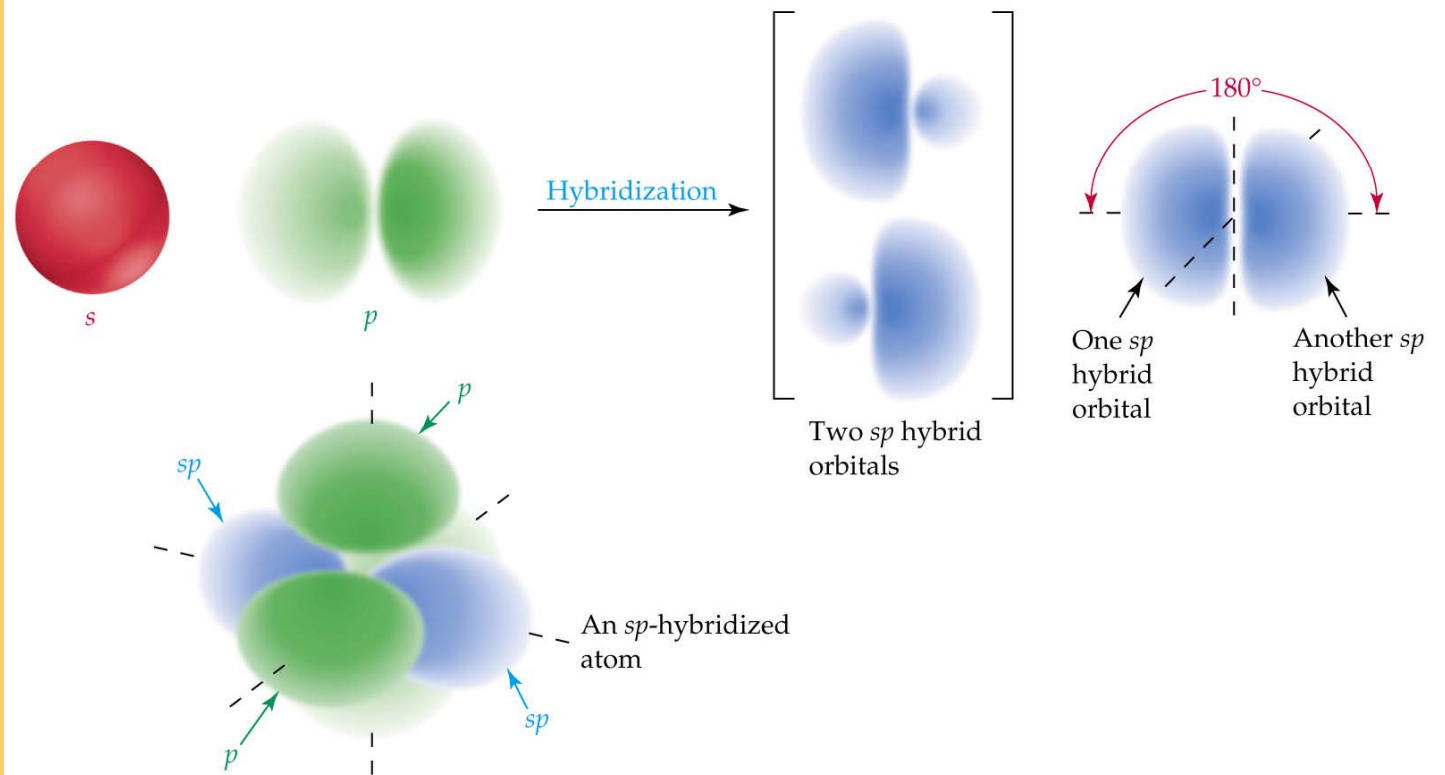 180°
Hybridization
s
p
One sp
hybrid
orbital
Another sp
hybrid
orbital
Two sp hybrid
orbitals
p
sp
An sp-hybridized
atom
sp
p